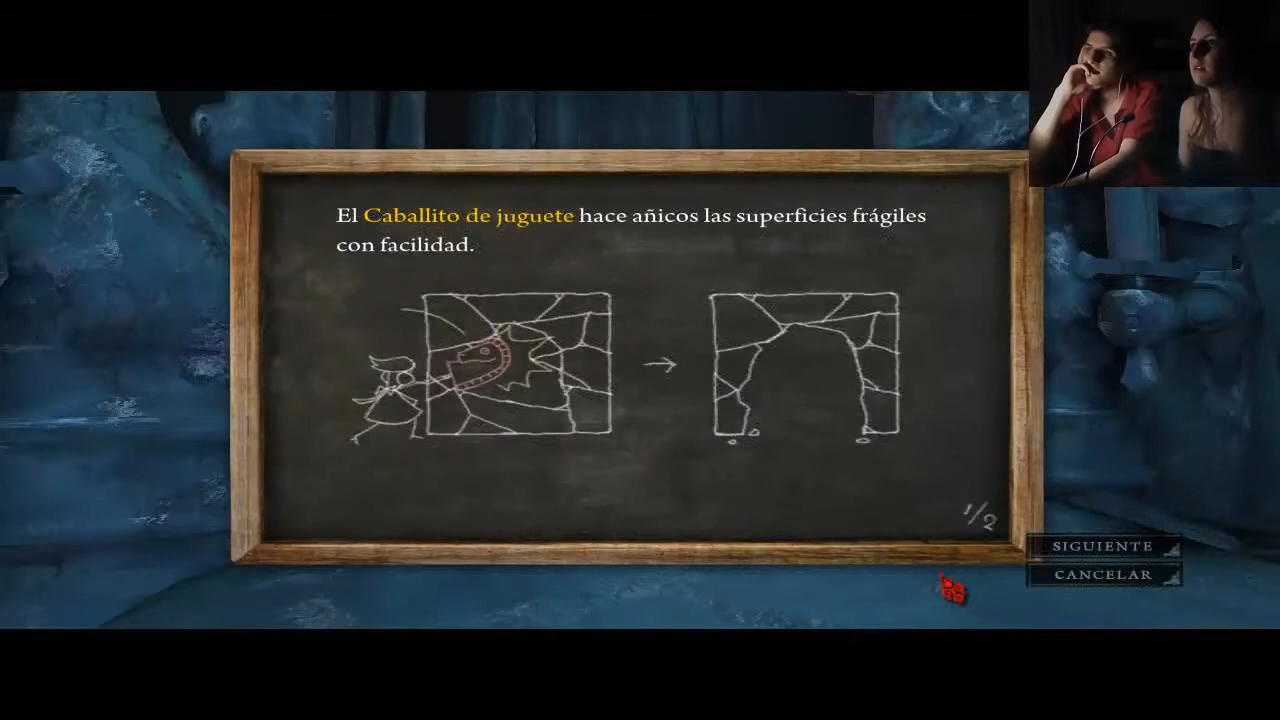 El Caballito de juguete hace añicos las superficies frágiles
con facilidad.
1/2
SIGUIENTE
CANCELAR